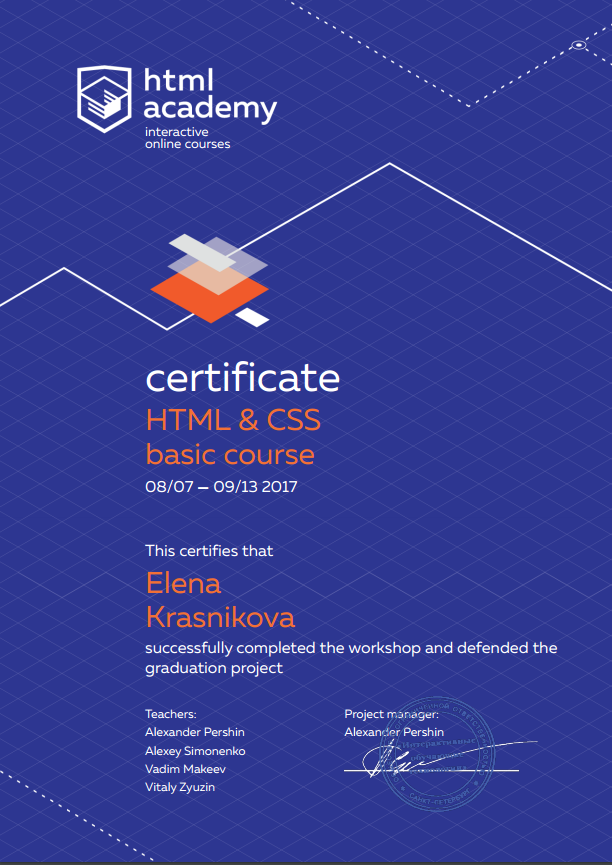 html
academy
interactive
online courses
certificate
HTML & CSS
basic course
08/07 – 09/13 2017
This certifies that
Elena
Krasnikova
successfully completed the workshop and defended the
graduation project
Teachers:
Alexander Pershin
Alexey Simonenko
Vadim Makeev
Vitaly Zyuzin
Project manager:
Alexander Pershin
САНКТ-ПЕТЕРБУРГ